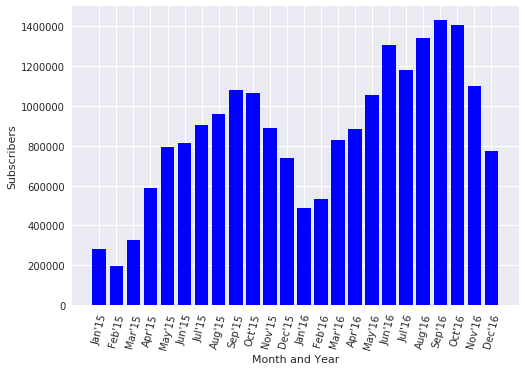 1400000
1200000
1000000
800000
600000
400000
200000
0
Subscribers
Jan'15
Feb'15
Mar'15
Apr'15
May'15
Jun'15
Jul'15
Aug'15
Sep'15
Oct'15
Nov'15
Dec'15
Jan'16
Feb'16
Mar'16
Apr'16
May'16
Jun'16
Jul'16
Aug'16
Sep'16
Oct'16
Nov'16
Dec'16
Month and Year